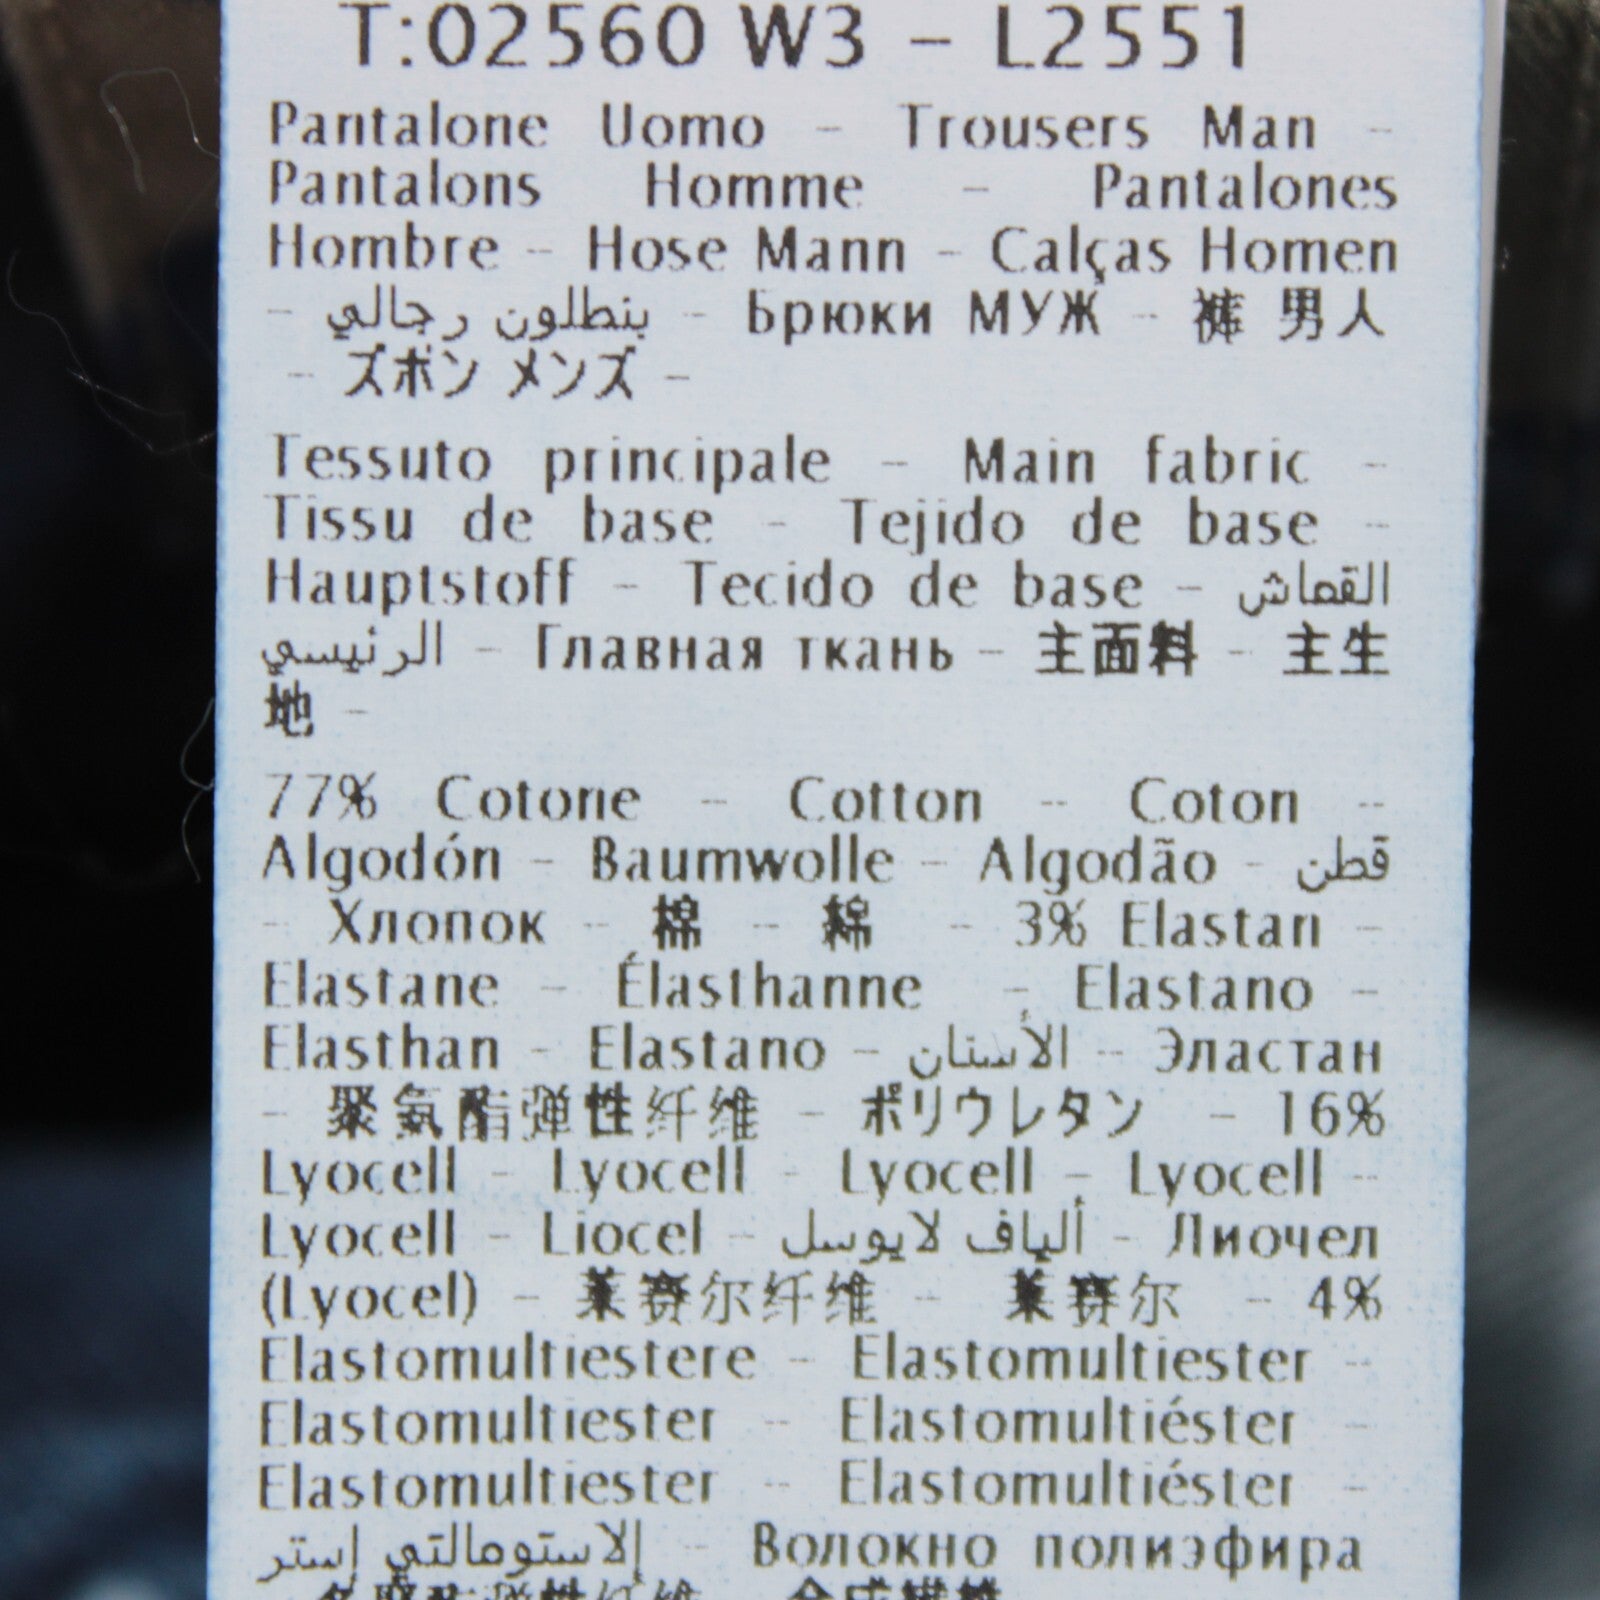 T:02560 W3 - L2551
Pantalone Uomo - Trousers Man -
Pantalons Homme - Pantalones
Hombre - Hose Mann - Calças Homen
- بنطلون رجالي - Брюки МУЖ - 裤 男人
- ズボン メンズ -
Tessuto principale - Main fabric -
Tissu de base - Tejido de base -
Hauptstoff - Tecido de base - القماش
الرئيسي - Главная ткань - 主面料 - 主生
地 -
77% Cotone - Cotton - Coton -
Algodón - Baumwolle - Algodão - قطن
- Хлопок - 棉 - 綿 - 3% Elastan -
Elastane - Élasthanne - Elastano -
Elasthan - Elastano - الأستان - Эластан
- 聚氨酯弹性纤维 - ポリウレタン - 16%
Lyocell - Lyocell - Lyocell - Lyocell -
Lyocell - Liocel - ألياف لايوسل - Лиочел
(Lyocel) - 莱赛尔纤维 - 莱赛尔 - 4%
Elastomultiestere - Elastomultiester -
Elastomultiester - Elastomultiéster -
Elastomultiester - Elastomultiéster -
الاستومالتي إستر - Волокно полиэфира